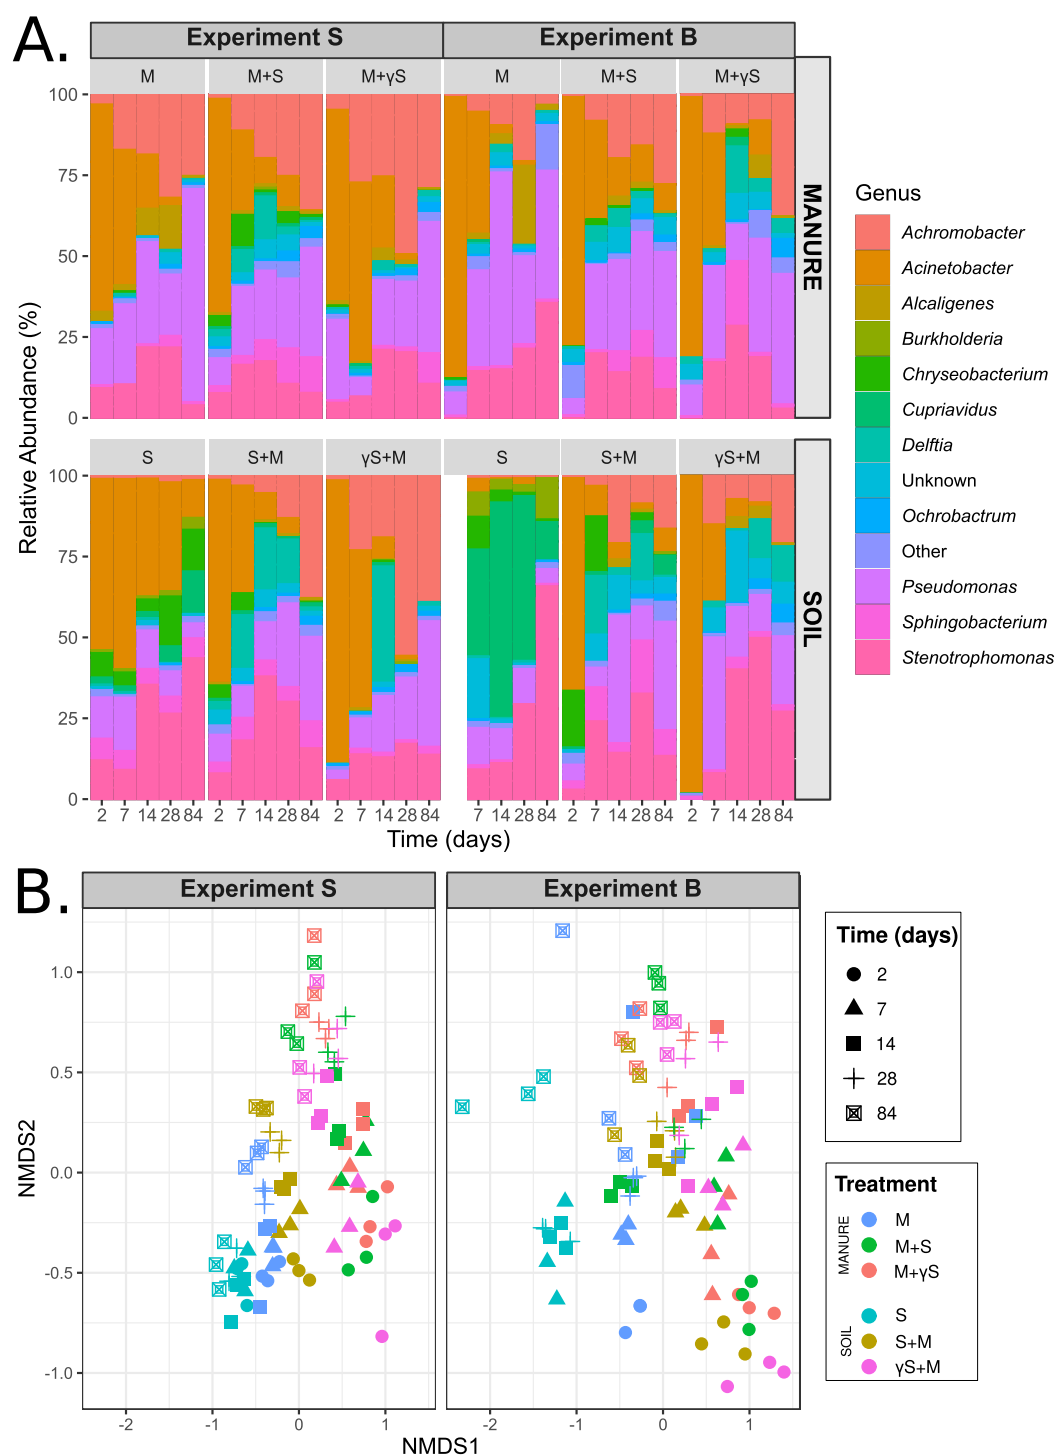 A.
Experiment S Experiment B
M M+S M+γS M M+S M+γS
100
75
50
25
0
MANURE
Relative Abundance (%)
S S+M γS+M S S+M γS+M
100
75
50
25
0
SOIL
2 7 14 28 84 2 7 14 28 84 2 7 14 28 84 7 14 28 84 2 7 14 28 84 2 7 14 28 84
Time (days)
Genus
Achromobacter
Acinetobacter
Alcaligenes
Burkholderia
Chryseobacterium
Cupriavidus
Delftia
Unknown
Ochrobactrum
Other
Pseudomonas
Sphingobacterium
Stenotrophomonas
B.
Experiment S Experiment B
NMDS2
1.0
0.5
0.0
-0.5
-1.0
-2 -1 0 1 -2 -1 0 1
NMDS1
Time (days)
2
7
14
28
84
Treatment
MANURE
M
M+S
M+γS
SOIL
S
S+M
γS+M